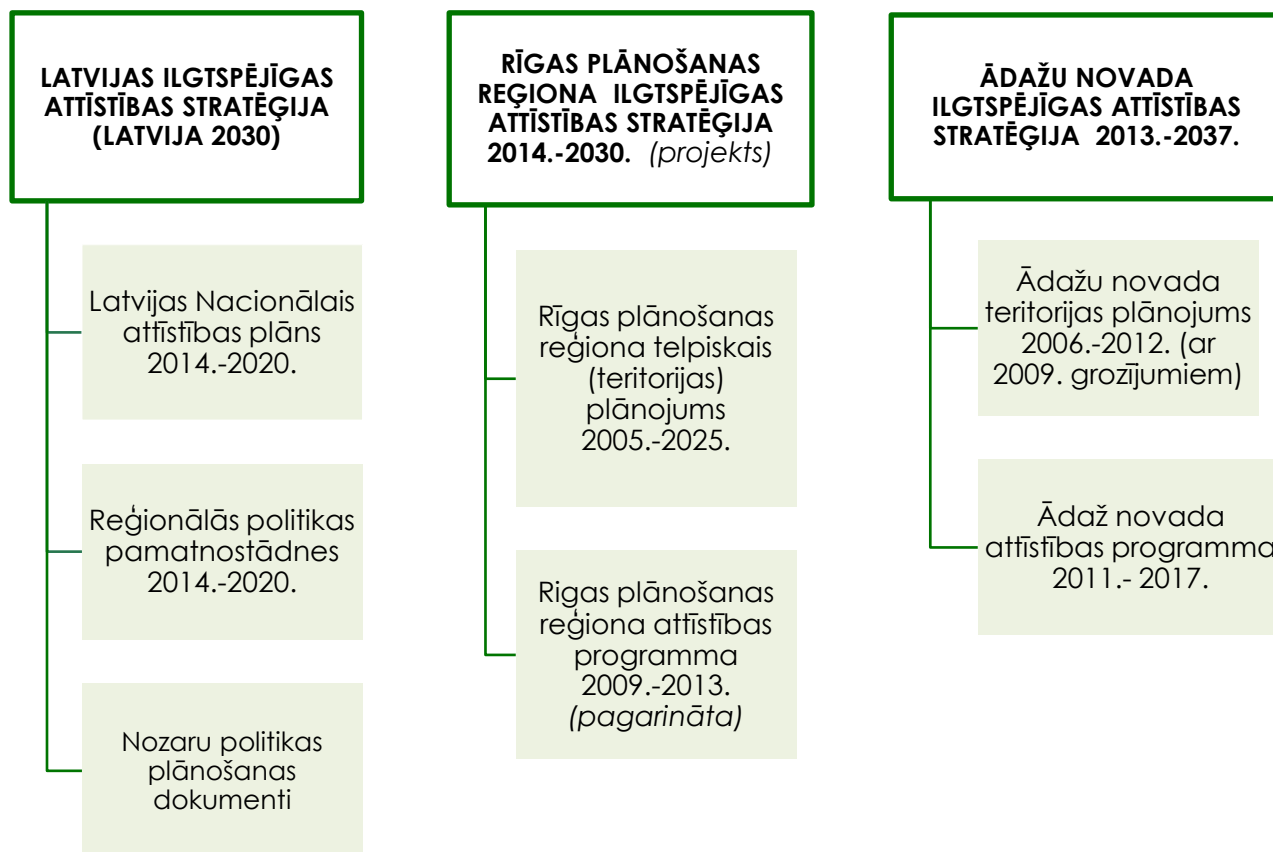 LATVIJAS ILGTSPĒJĪGAS
ATTĪSTĪBAS STRATĒĢIJA
(LATVIJA 2030)
Latvijas Nacionālais
attīstības plāns
2014.-2020.
Reģionālās politikas
pamatnostādnes
2014.-2020.
Nozaru politikas
plānošanas
dokumenti
RĪGAS PLĀNOŠANAS
REĢIONA ILGTSPĒJĪGAS
ATTĪSTĪBAS STRATĒĢIJA
2014.-2030. (projekts)
Rīgas plānošanas
reģiona telpiskais
(teritorijas)
plānojums
2005.-2025.
Rigas plānošanas
reģiona attīstības
programma
2009.-2013.
(pagarināta)
ĀDAŽU NOVADA
ILGTSPĒJĪGAS ATTĪSTĪBAS
STRATĒĢIJA 2013.-2037.
Ādažu novada
teritorijas plānojums
2006.-2012. (ar
2009. grozījumiem)
Ādaž novada
attīstības programma
2011.- 2017.